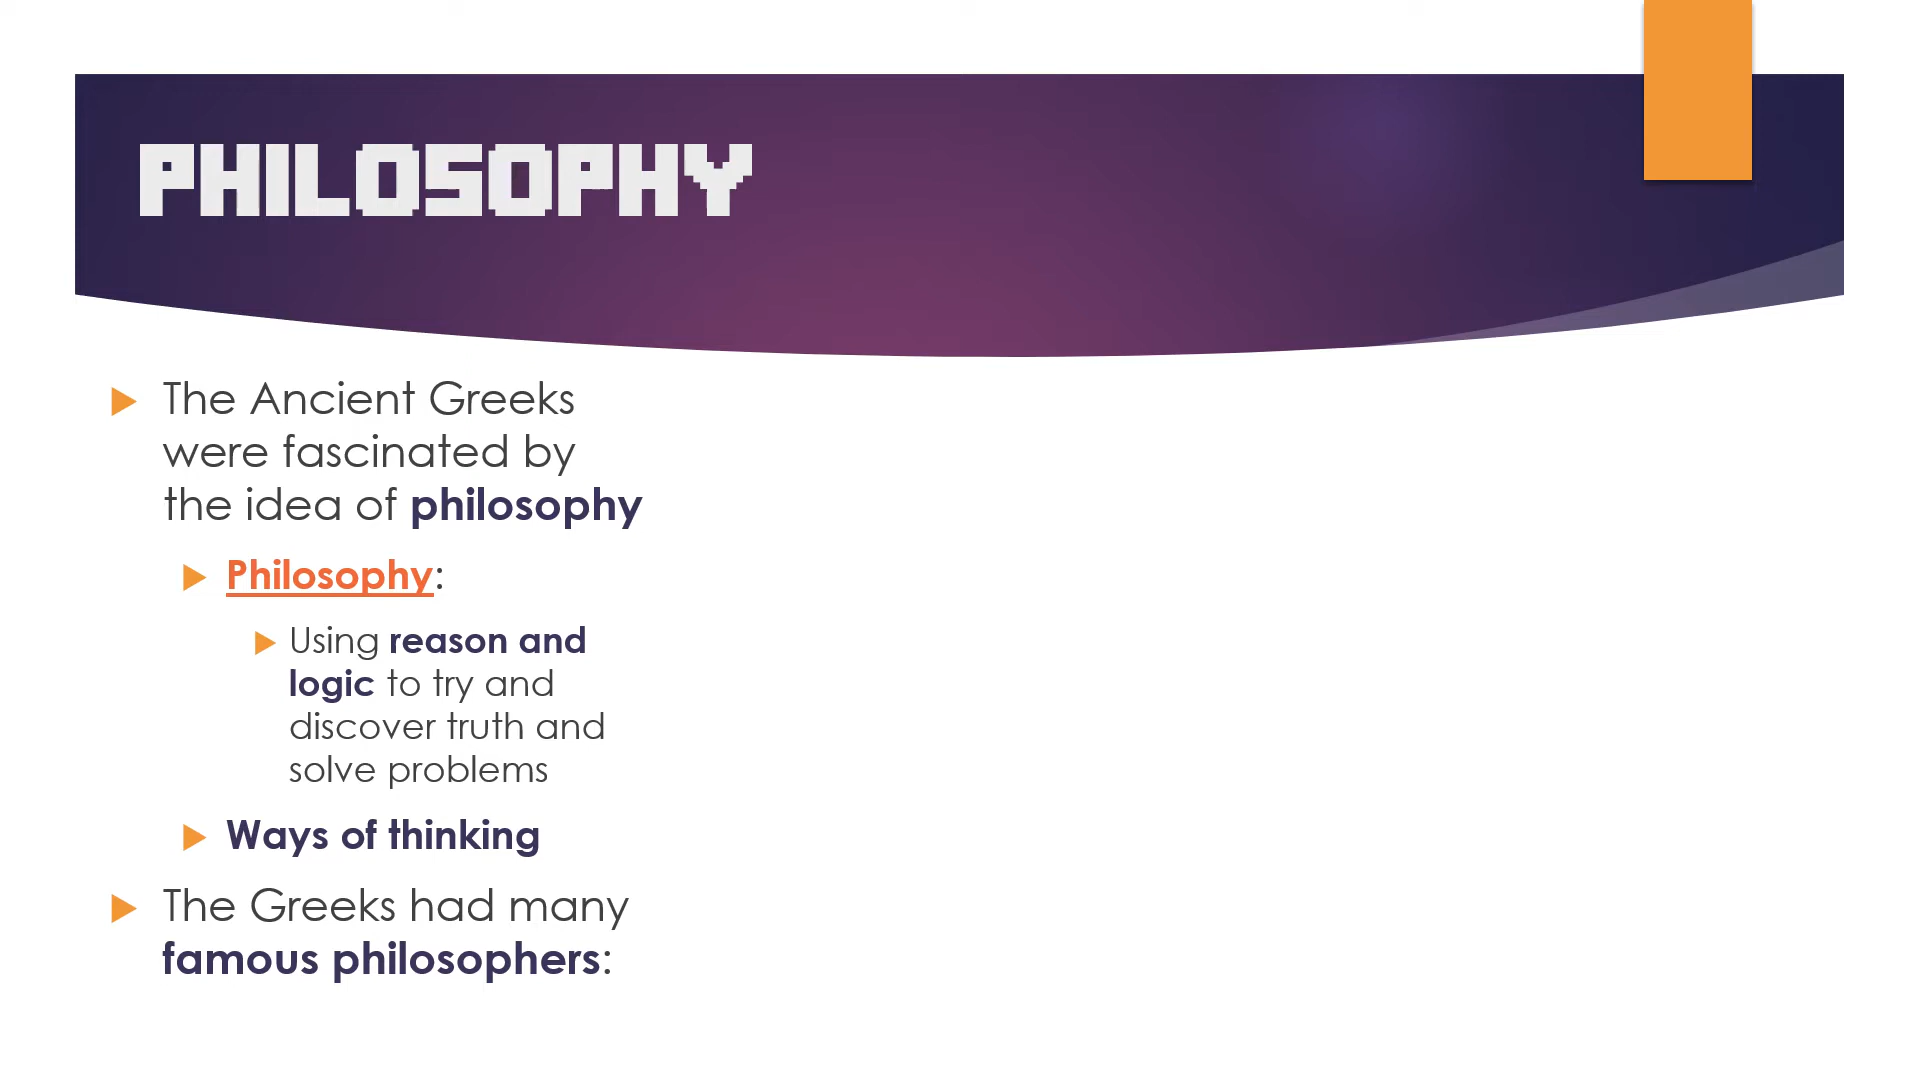 PHILOSOPHY
The Ancient Greeks
were fascinated by
the idea of philosophy
Philosophy:
Using reason and
logic to try and
discover truth and
solve problems
Ways of thinking
The Greeks had many
famous philosophers: